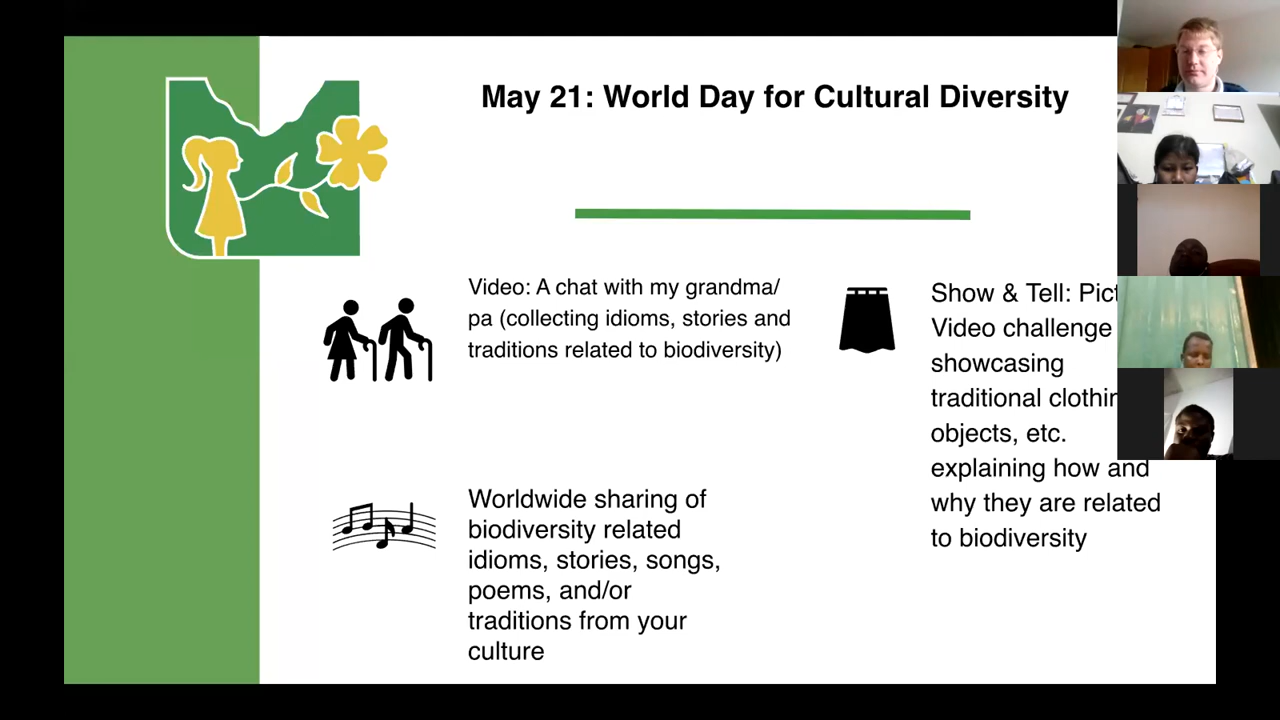 May 21: World Day for Cultural Diversity
Video: A chat with my grandma/
pa (collecting idioms, stories and
traditions related to biodiversity)
Worldwide sharing of
biodiversity related
idioms, stories, songs,
poems, and/or
traditions from your
culture
Show & Tell:
Video challenge
showcasing
traditional
objects, etc.
explaining how and
why they are related
to biodiversity